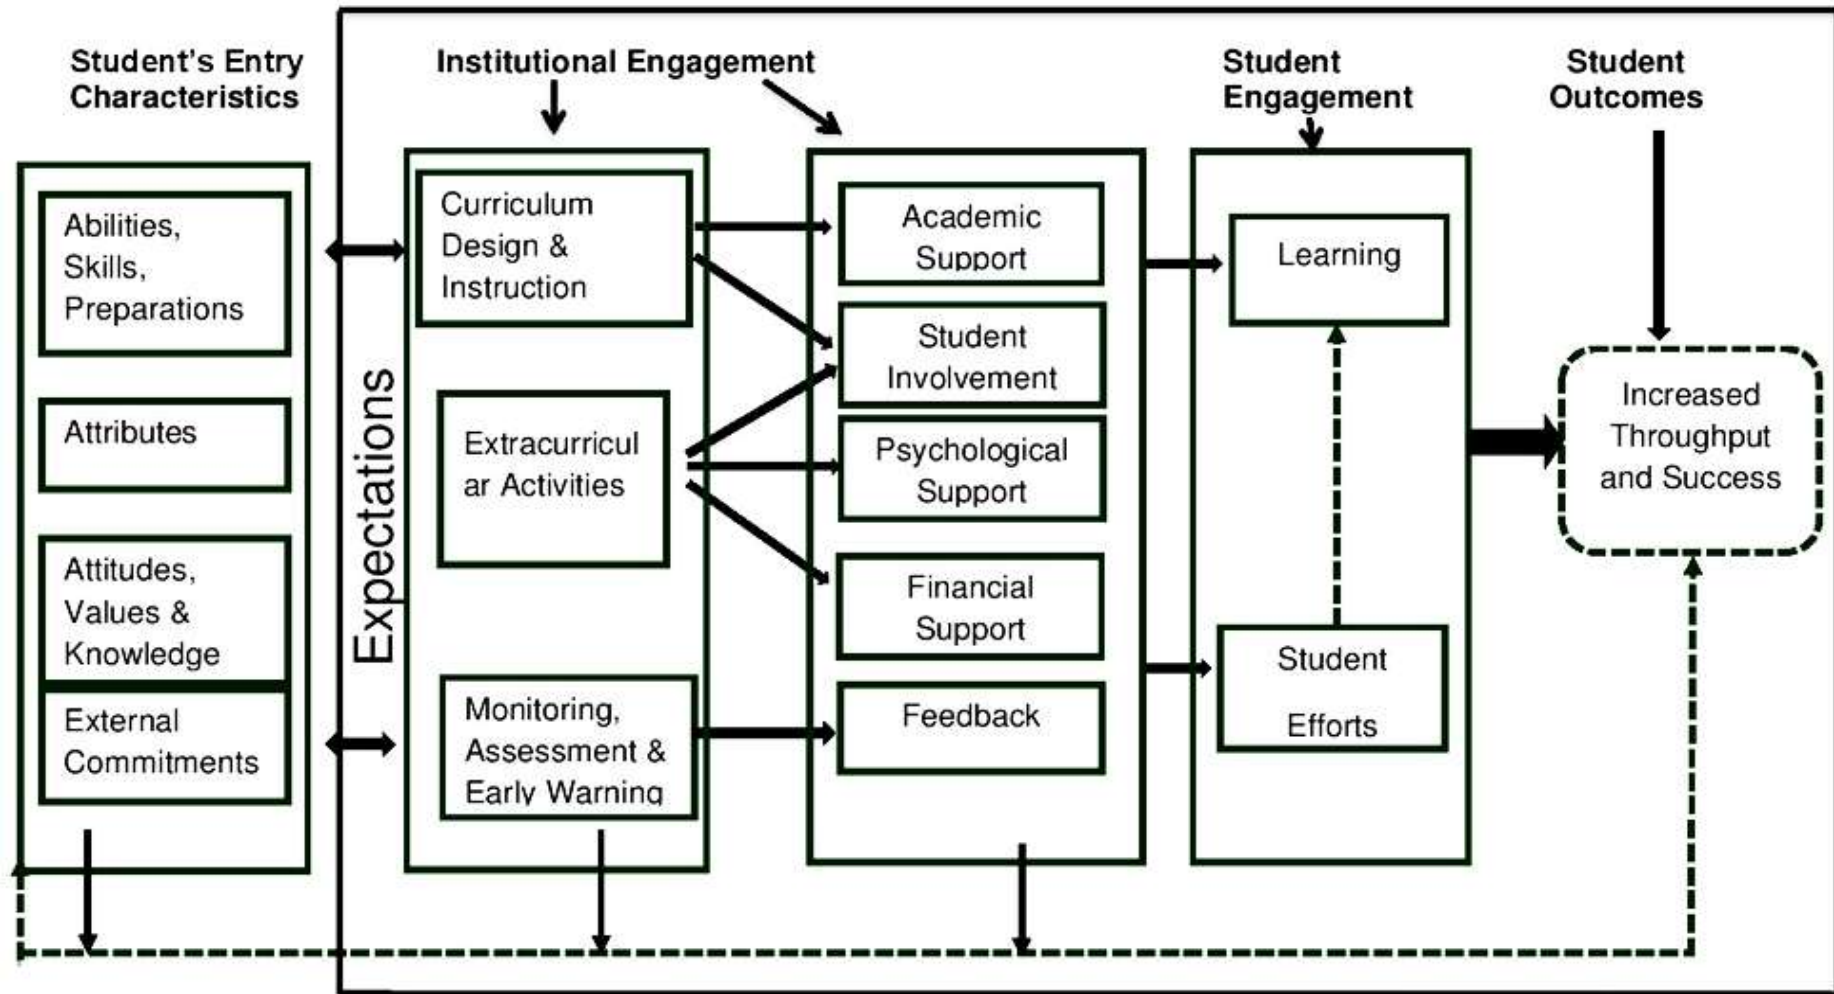 Student's Entry
Characteristics
Institutional Engagement
Student
Engagement
Student
Outcomes
Abilities,
Skills,
Preparations
Attributes
Attitudes,
Values &
Knowledge
External
Commitments
Expectations
Curriculum
Design &
Instruction
Extracurricul
ar Activities
Monitoring,
Assessment &
Early Warning
Academic
Support
Student
Involvement
Psychological
Support
Financial
Support
Feedback
Learning
Student
Efforts
Increased
Throughput
and Success